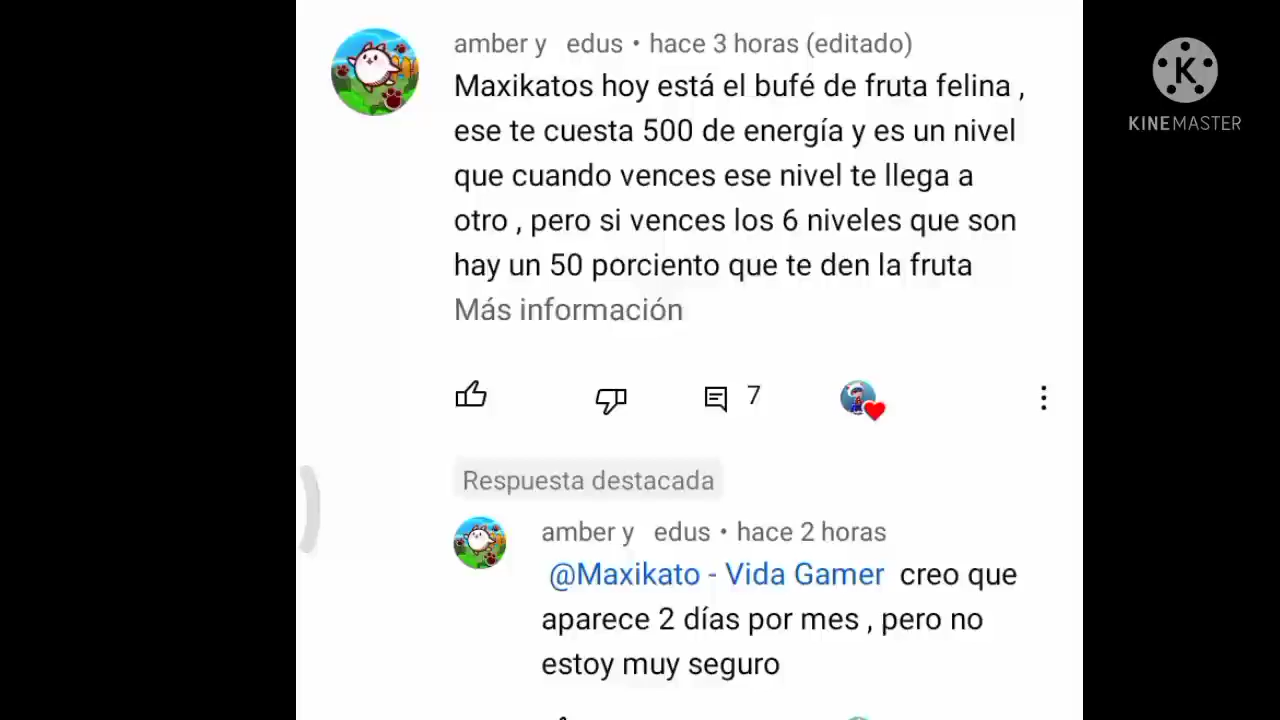 amber y edus • hace 3 horas (editado)
Maxikatos hoy está el bufé de fruta felina ,
ese te cuesta 500 de energía y es un nivel
que cuando vences ese nivel te llega a
otro , pero si vences los 6 niveles que son
hay un 50 porciento que te den la fruta
Más información
7
Respuesta destacada
amber y edus • hace 2 horas
@Maxikato - Vida Gamer creo que
aparece 2 días por mes , pero no
estoy muy seguro
K
KINEMASTER